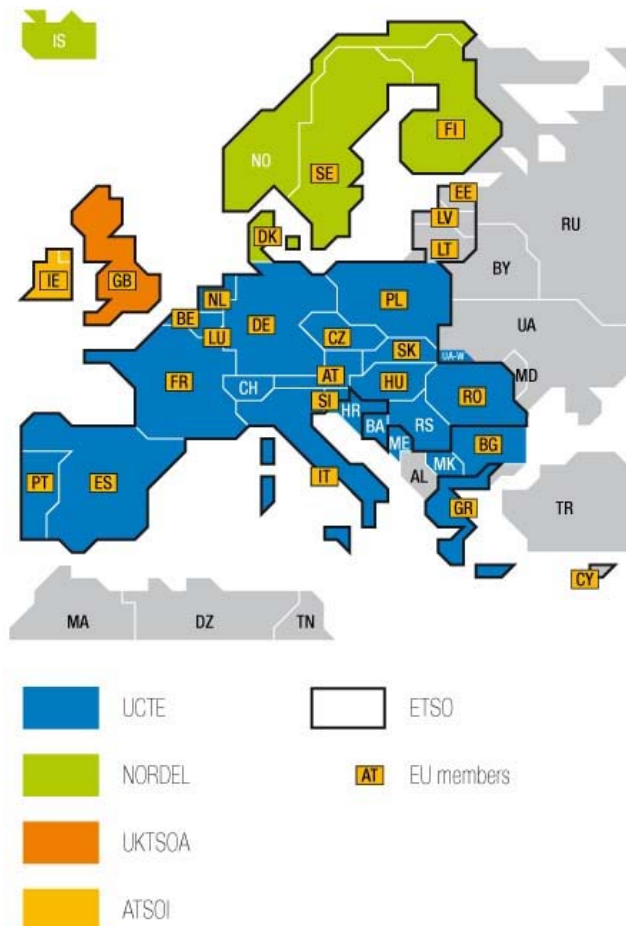 IS
NO
SE
FI
EE
LV
LT
RU
BY
DK
IE
GB
NL
BE
LU
DE
PL
CZ
SK
UA
UA-W
MD
FR
CH
AT
HU
RO
SI
HR
BA
RS
ME
MK
BG
AL
PT
ES
IT
GR
TR
CY
MA
DZ
TN
UCTE
ETSO
NORDEL
AT EU members
UKTSOA
ATSOI